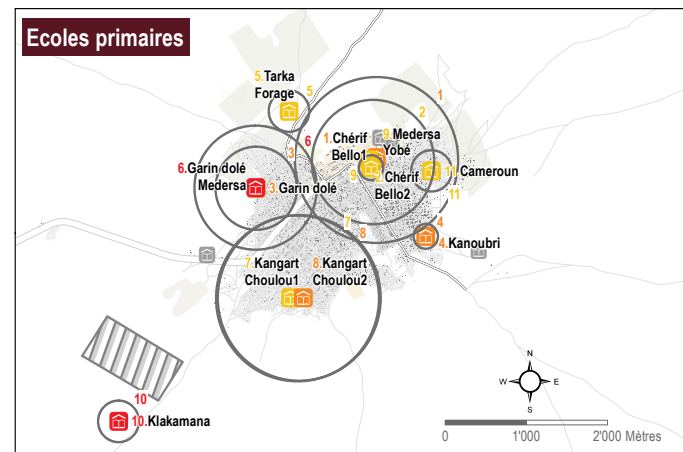 Ecoles primaires
5.Tarka
Forage
5
1
2
1.Chérif
Bello1
9.Medersa
Yobé
6
3
9
2.Chérif
Bello2
11.Cameroun
11
6.Garin dolé
Medersa
3.Garin dolé
7
8
4
4.Kanoubri
7.Kangart
Choulou1
8.Kangart
Choulou2
10
10.Klakamana
N
W
E
S
0
1'000
2'000 Mètres